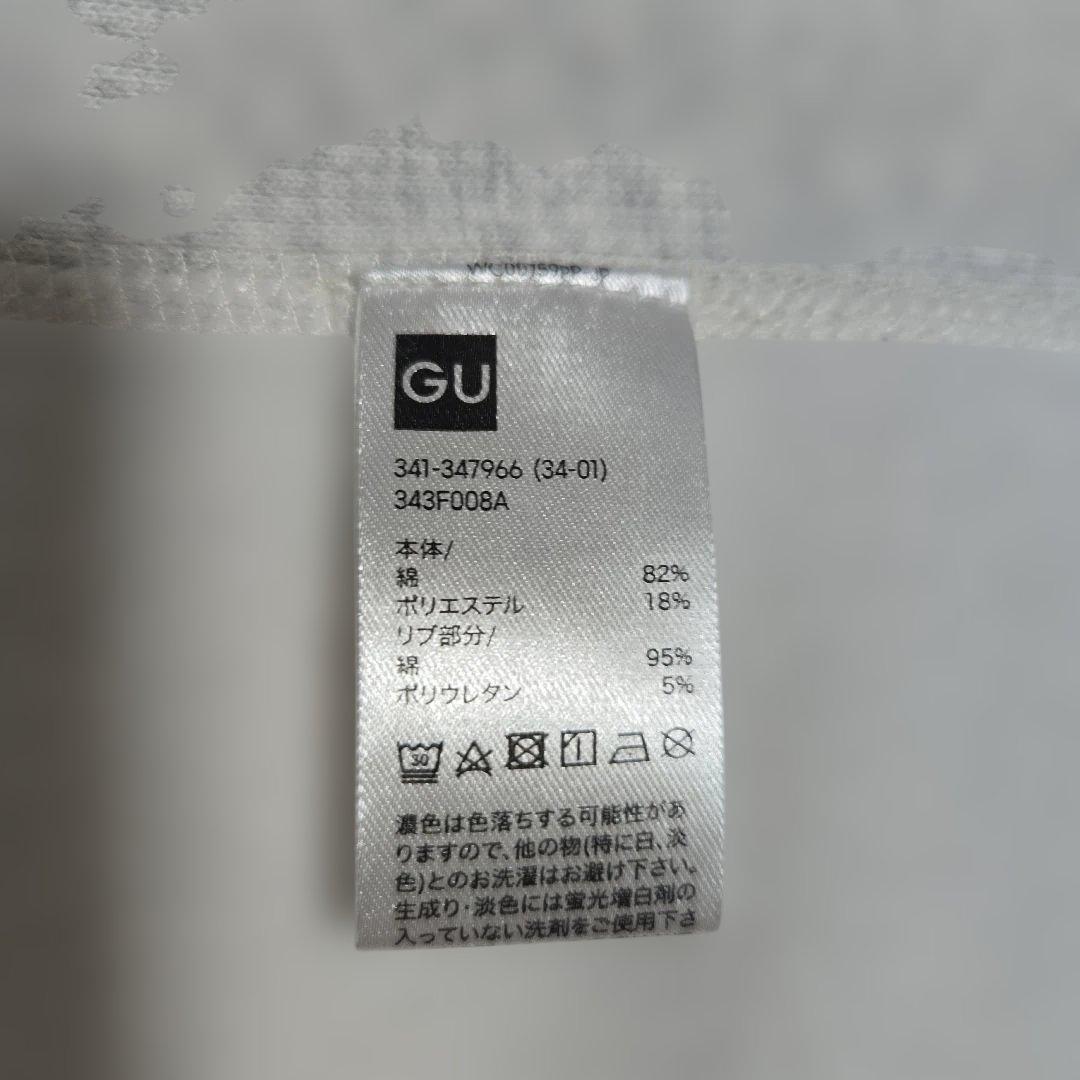 GU
341-347966 (34-01)
343F008A
本体/
綿 82%
ポリエステル 18%
リブ部分/
綿 95%
ポリウレタン 5%
30
濃色は色落ちする可能性があ
りますので、他の物(特に白、淡
色)とのお洗濯はお避け下さい。
生成り・淡色には蛍光増白剤の
入っていない洗剤をご使用下さ